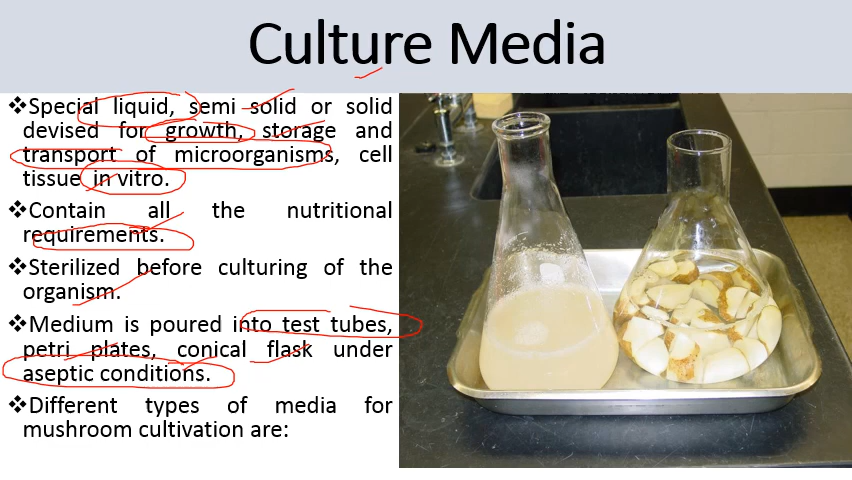 Culture Media
❖Special liquid, semi solid or solid
devised for growth, storage and
transport of microorganisms, cell
tissue in vitro.
❖Contain all the nutritional
requirements.
❖Sterilized before culturing of the
organism.
❖Medium is poured into test tubes,
petri plates, conical flask under
aseptic conditions.
❖Different types of media for
mushroom cultivation are: